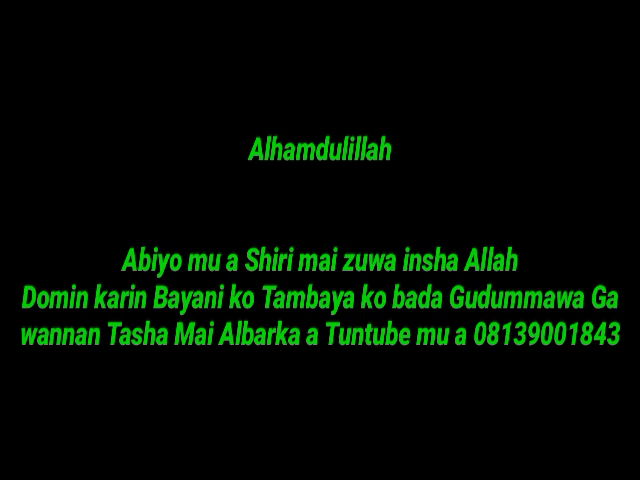 Alhamdulillah
Abiyo mu a Shiri mai zuwa insha Allah
Domin karin Bayani ko Tambaya ko bada Gudummawa Ga
wannan Tasha Mai Albarka a Tuntube mu a 08139001843